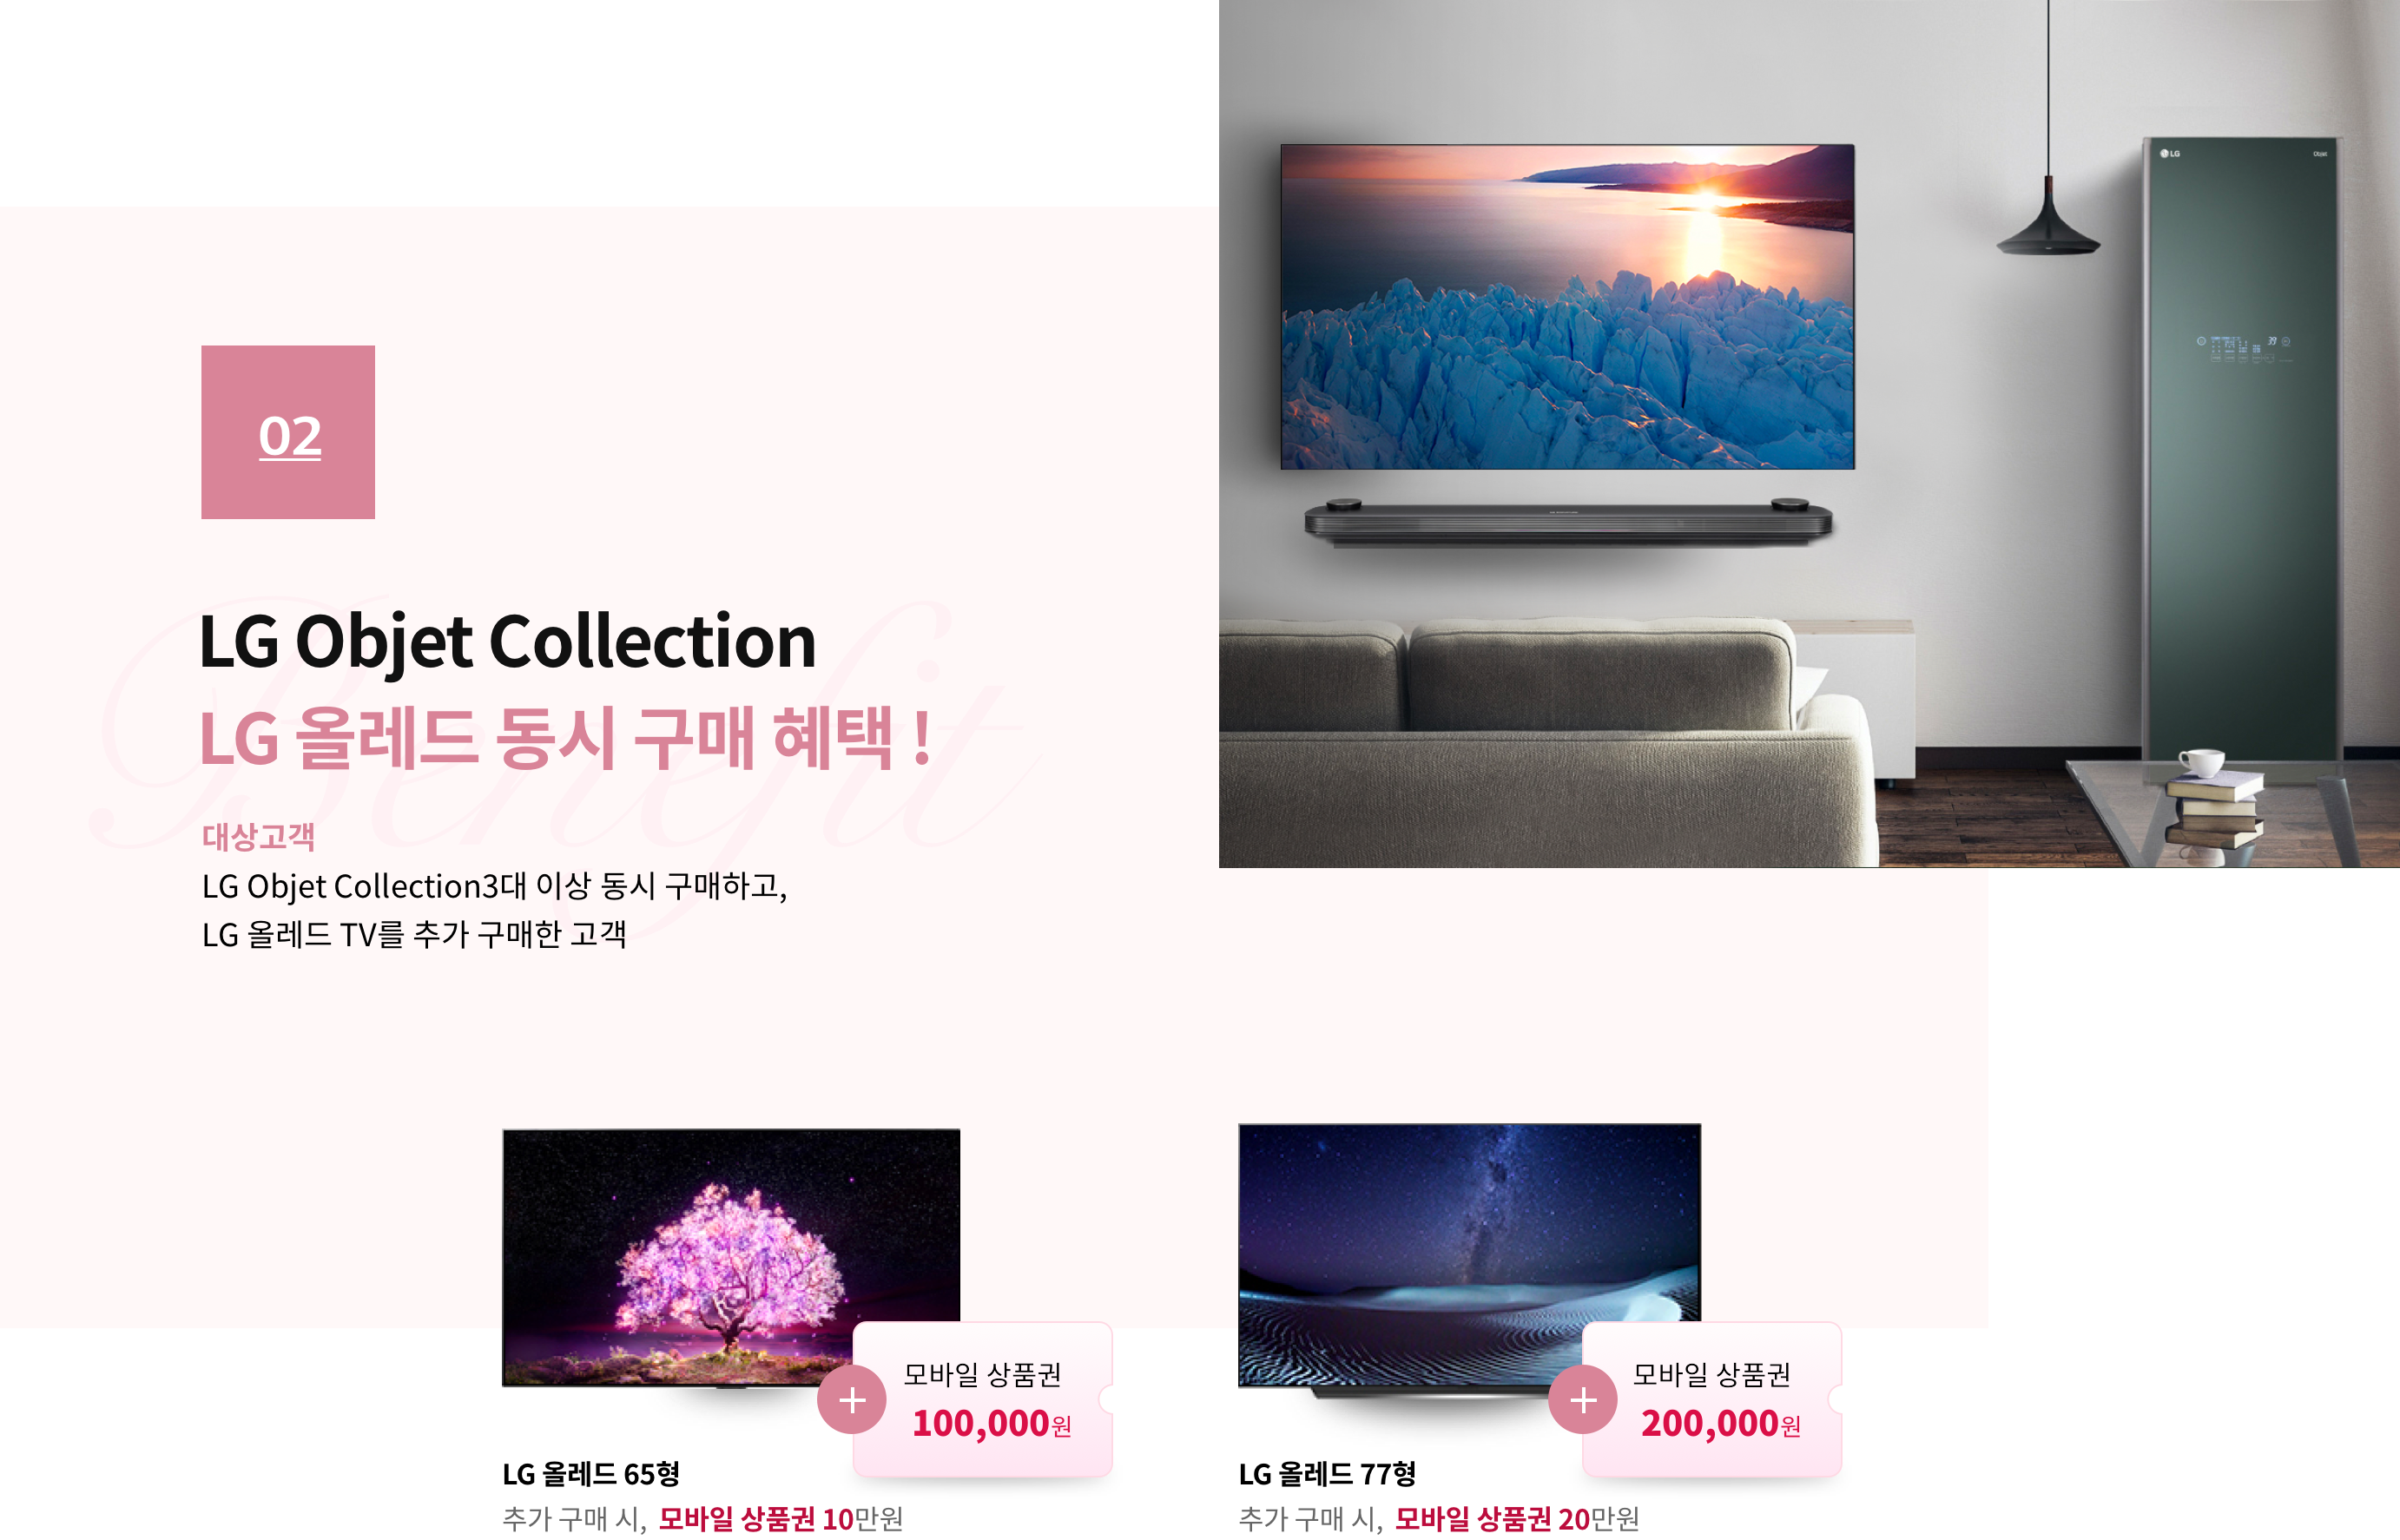 LG
Objet
39
02
Benefit
LG Objet Collection
LG 올레드 동시 구매 혜택 !
대상고객
LG Objet Collection3대 이상 동시 구매하고,
LG 올레드 TV를 추가 구매한 고객
모바일 상품권
100,000원
LG 올레드 65형
추가 구매 시, 모바일 상품권 10만원
모바일 상품권
200,000원
LG 올레드 77형
추가 구매 시, 모바일 상품권 20만원